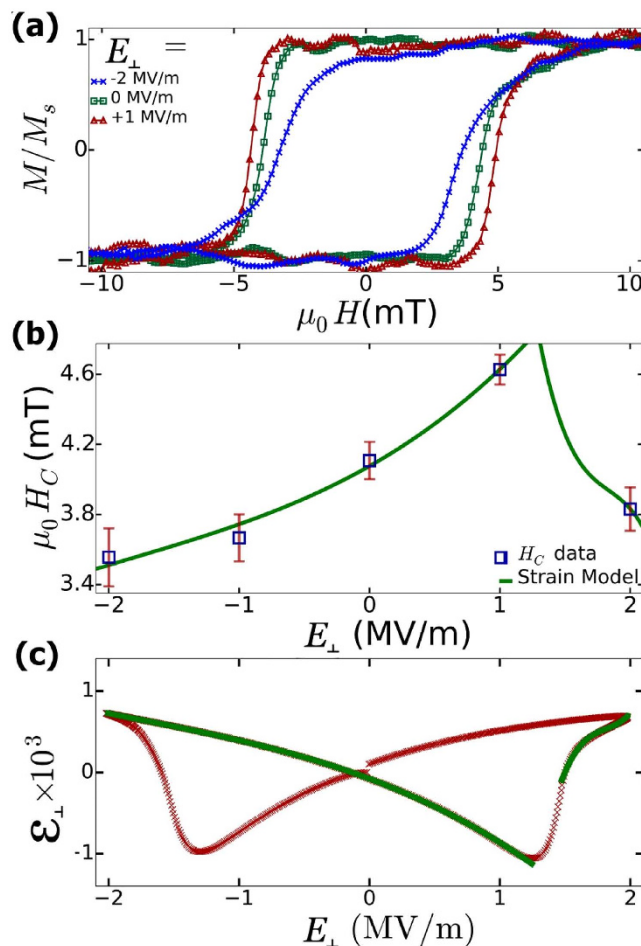 (a)
E⊥ =
-2 MV/m
0 MV/m
+1 MV/m
1
0
−1
M/Ms
−10 −5 0 5 10
μ0 H(mT)
(b)
4.6
4.2
3.8
3.4
μ0 HC (mT)
HC data
Strain Model
−2 −1 0 1 2
E⊥ (MV/m)
(c)
1
0
-1
ε⊥ ×10³
−2 −1 0 1 2
E⊥ (MV/m)